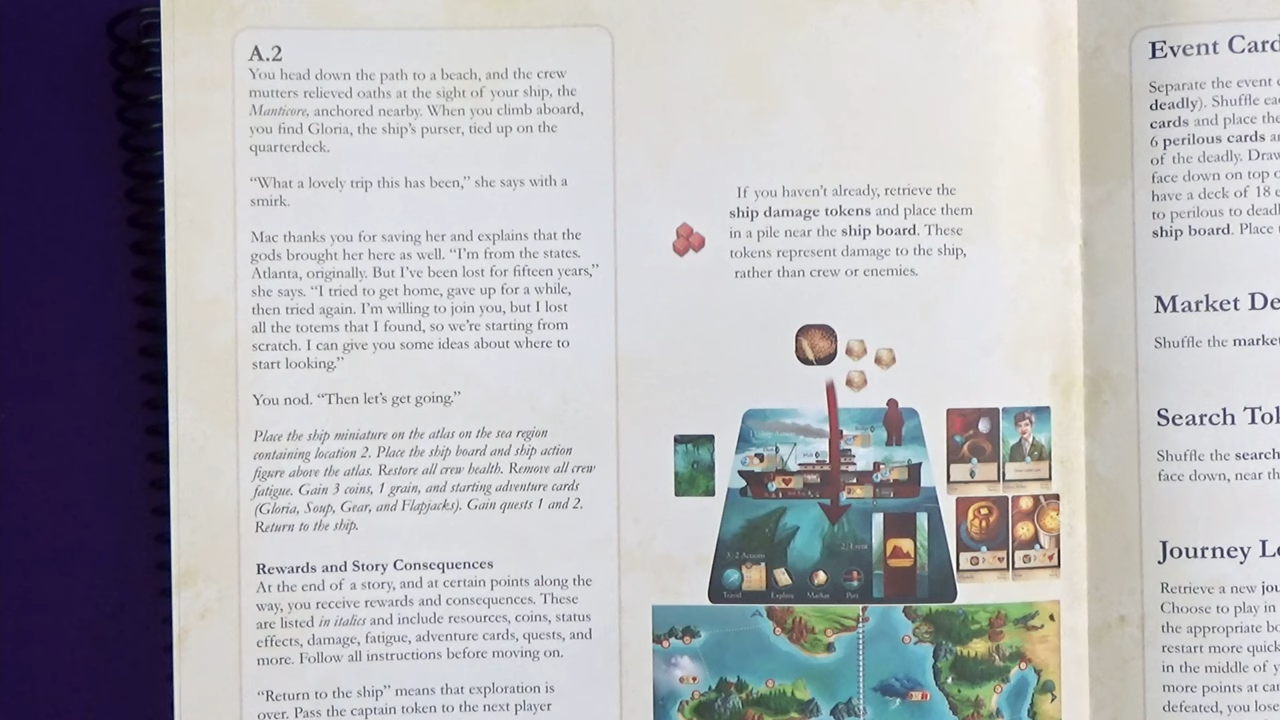 A.2
You head down the path to a beach, and the crew
mutters relieved oaths at the sight of your ship, the
Manticore, anchored nearby. When you climb aboard,
you find Gloria, the ship's purser, tied up on the
quarterdeck.
“What a lovely trip this has been,” she says with a
smirk.
Mac thanks you for saving her and explains that the
gods brought her here as well. “I'm from the states.
Atlanta, originally. But I've been lost for fifteen years,”
she says. “I tried to get home, gave up for a while,
then tried again. I'm willing to join you, but I lost
all the totems that I found, so we're starting from
scratch. I can give you some ideas about where to
start looking.”
You nod. “Then let's get going.”
Place the ship miniature on the atlas on the sea region
containing location 2. Place the ship board and ship action
figure above the atlas. Restore all crew health. Remove all crew
fatigue. Gain 3 coins, 1 grain, and starting adventure cards
(Gloria, Soup, Gear, and Flapjacks). Gain quests 1 and 2.
Return to the ship.
Rewards and Story Consequences
At the end of a story, and at certain points along the
way, you receive rewards and consequences. These
are listed in italics and include resources, coins, status
effects, damage, fatigue, adventure cards, quests, and
more. Follow all instructions before moving on.
“Return to the ship” means that exploration is
over. Pass the captain token to the next player
If you haven't already, retrieve the
ship damage tokens and place them
in a pile near the ship board. These
tokens represent damage to the ship,
rather than crew or enemies.
Travel
Explore
Market
Port
Event Card
Separate the event
deadly). Shuffle
cards and place the
6 perilous cards
of the deadly. Draw
face down on top
have a deck of 18
to perilous to
ship board. Place
Market
Shuffle the
Search
Shuffle the
face down, near
Journey
Retrieve a new
Choose to play in
the appropriate
restart more
in the middle of
more points at
defeated, you lose